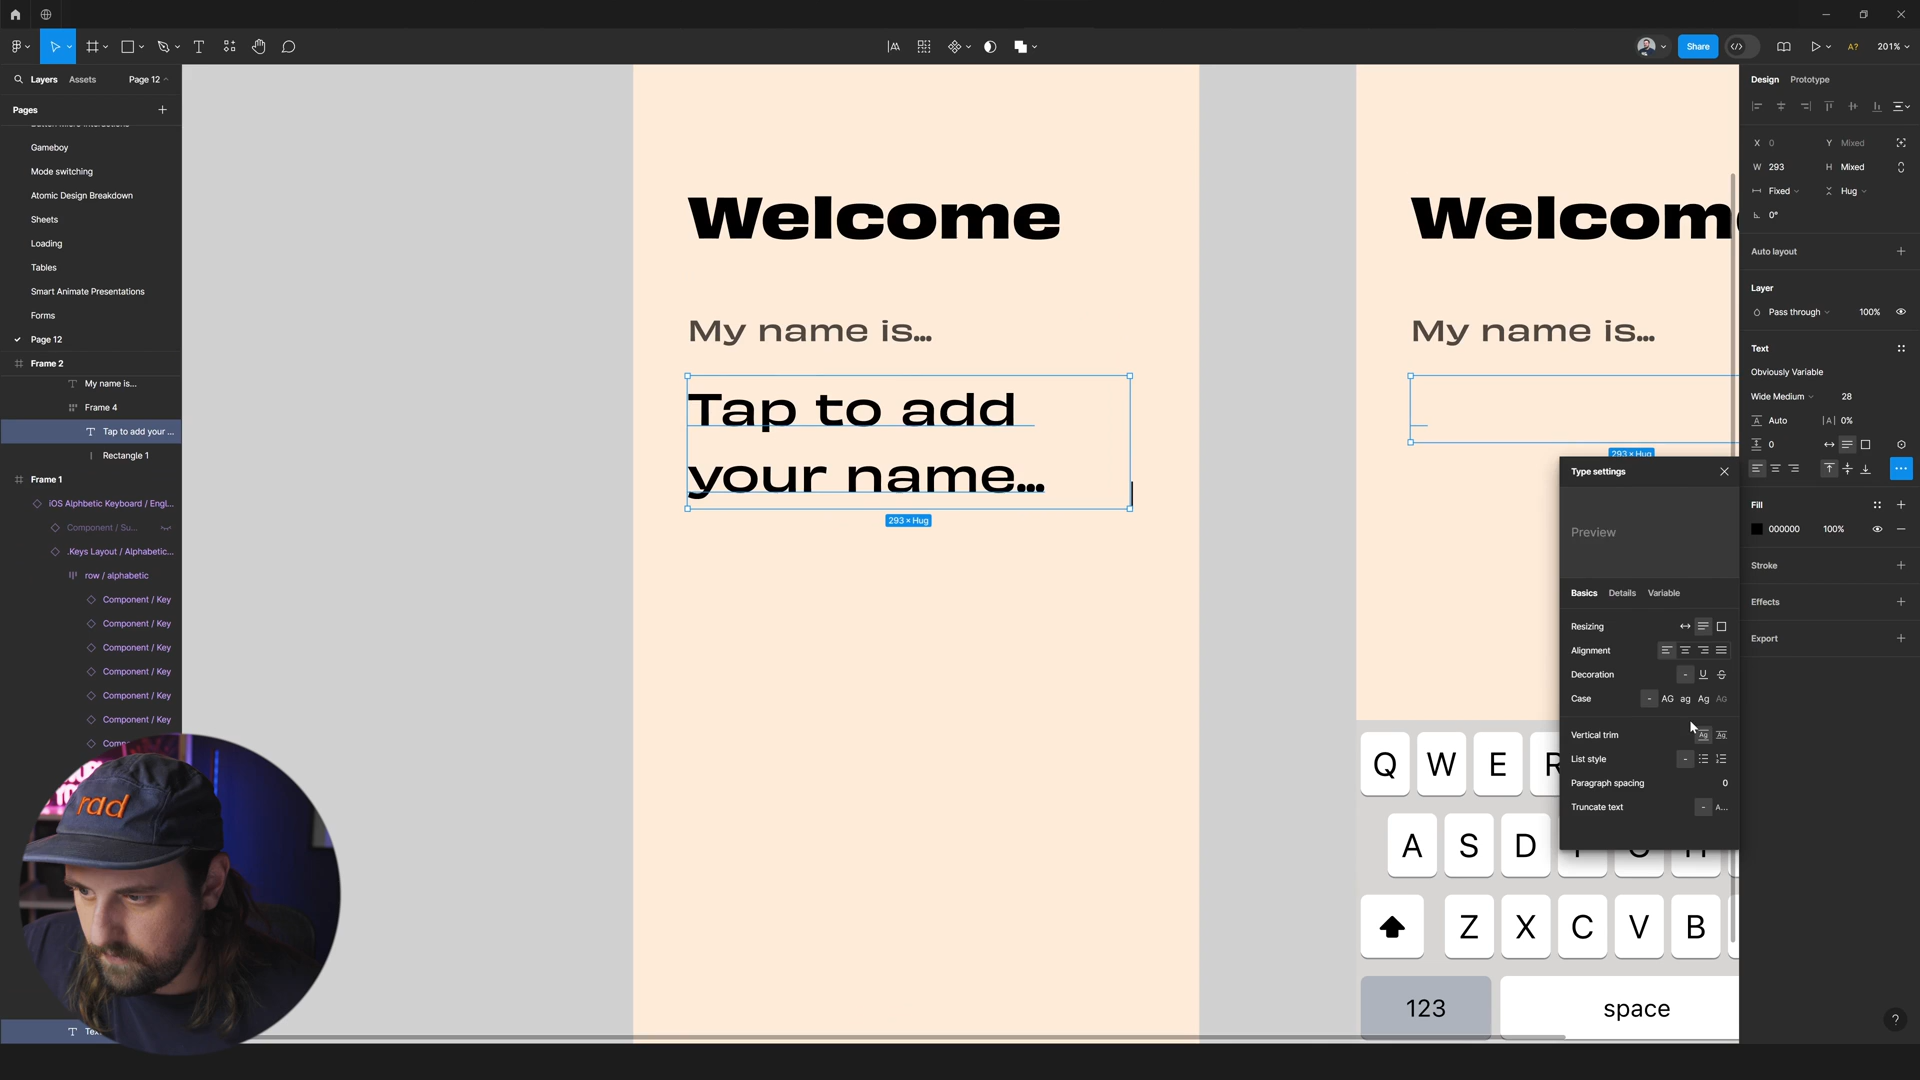 Share
A?
201%
Layers
Assets
Page 12
Design
Prototype
Pages
Gameboy
Mode switching
Atomic Design Breakdown
Sheets
Loading
Tables
Smart Animate Presentations
Forms
Page 12
Frame 2
My name is...
Frame 4
Tap to add your ...
Rectangle 1
Frame 1
iOS Alphbetic Keyboard / Engl...
Component / Su...
.Keys Layout / Alphabetic...
row / alphabetic
Component / Key
Component / Key
Component / Key
Component / Key
Component / Key
Component / Key
rad
Welcome
My name is...
Tap to add
your name...
293 × Hug
Welcom
My name is...
293 × Hug
Q W E R
A S D
Z X C V B
123
space
Type settings
Preview
Basics
Details
Variable
Resizing
Alignment
Decoration
-
U
S
Case
-
AG
ag
Ag
AG
Vertical trim
Ag
Ag
List style
-
Paragraph spacing
0
Truncate text
-
A...
X
0
Y
Mixed
W
293
H
Mixed
Fixed
Hug
0°
Auto layout
Layer
Pass through
100%
Text
Obviously Variable
Wide Medium
28
Auto
|A|
0%
0
Fill
000000
100%
Stroke
Effects
Export
?